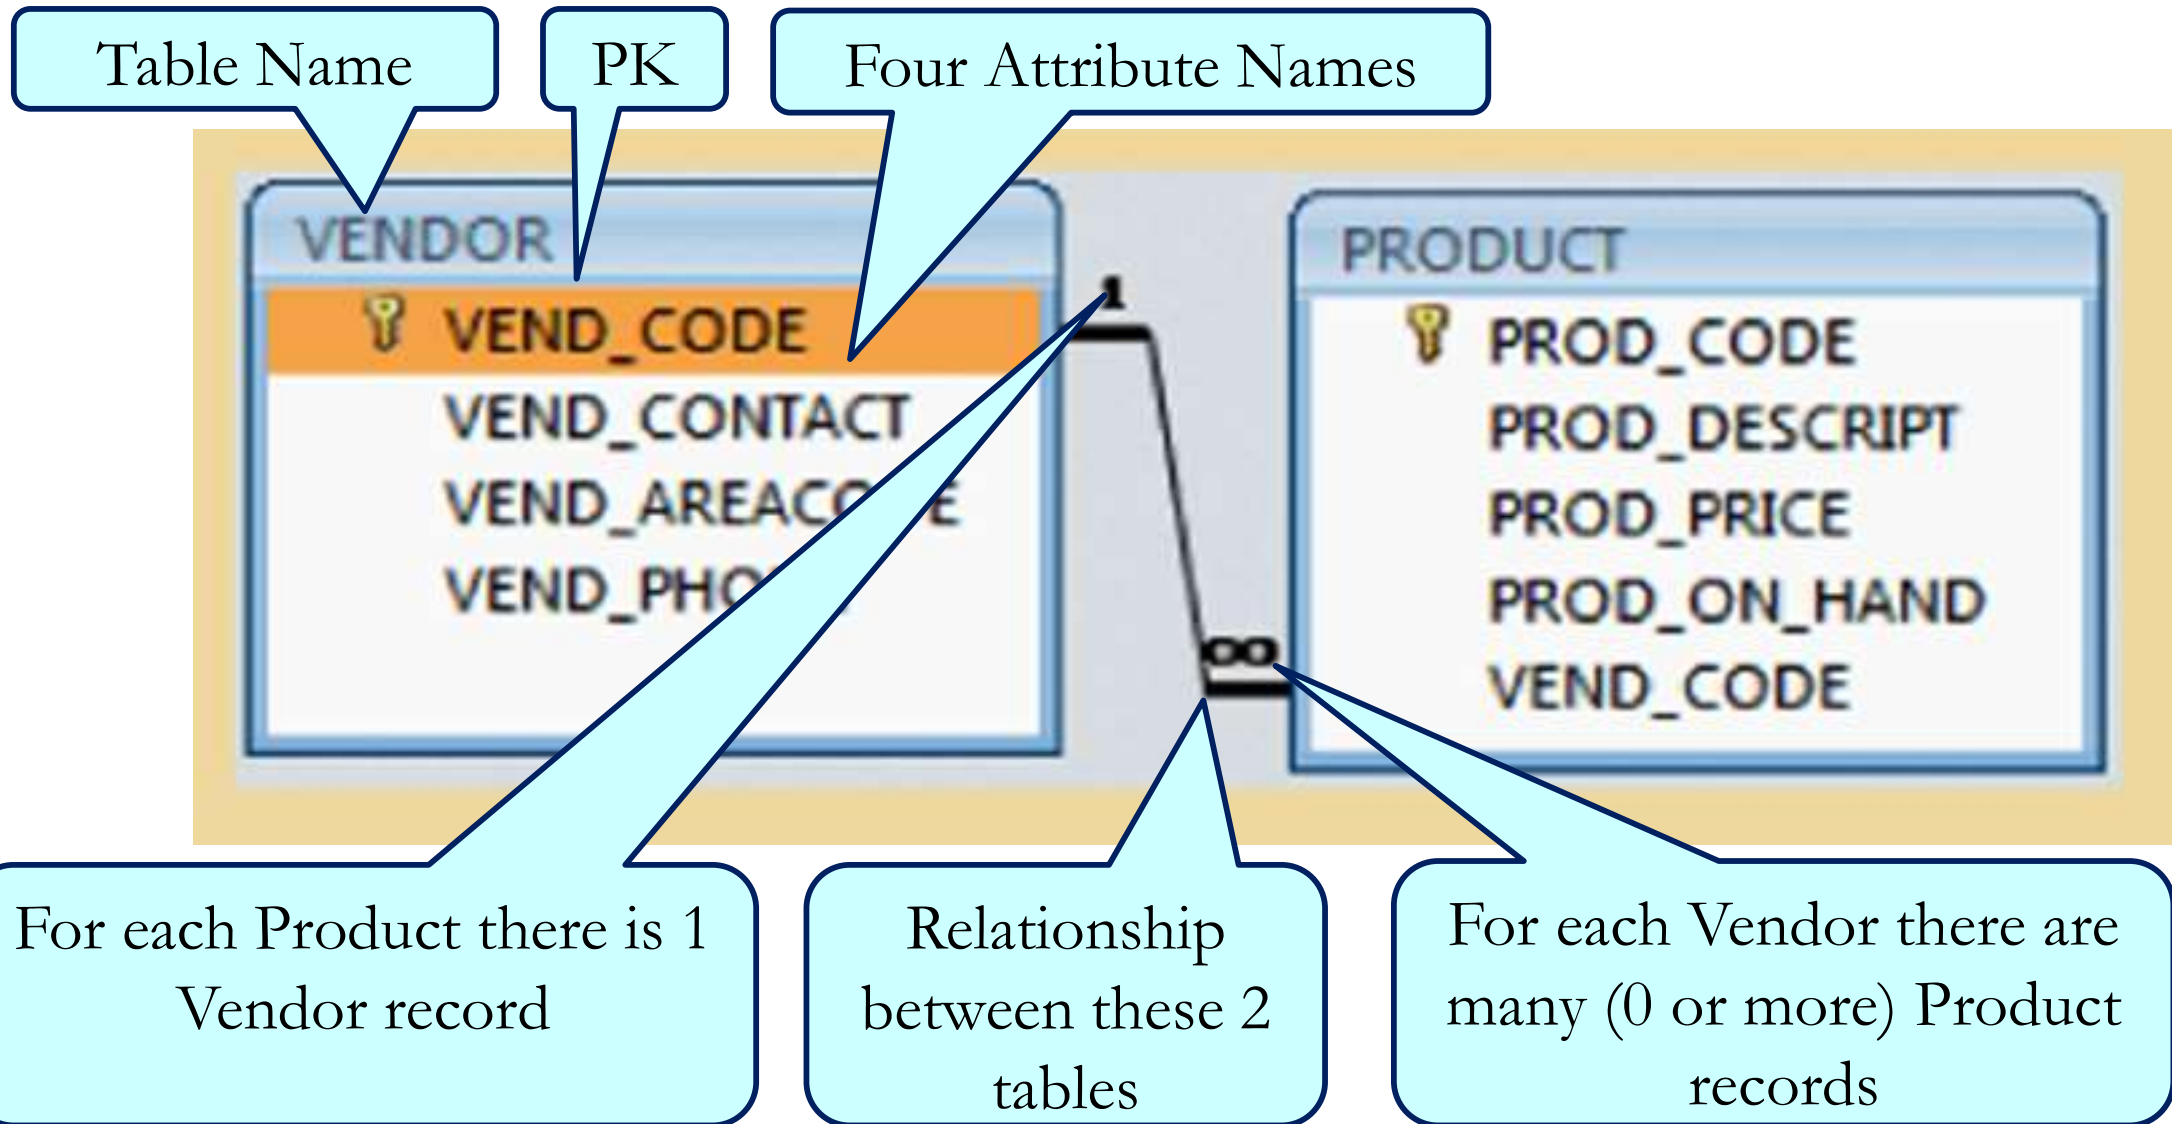 Table Name
PK
Four Attribute Names
VENDOR
VEND_CODE
VEND_CONTACT
VEND_PHO
1
∞
PRODUCT
PROD_CODE
PROD_DESCRIPT
PROD_PRICE
PROD_ON_HAND
VEND_CODE
For each Product there is 1
Vendor record
Relationship
between these 2
tables
For each Vendor there are
many (0 or more) Product
records